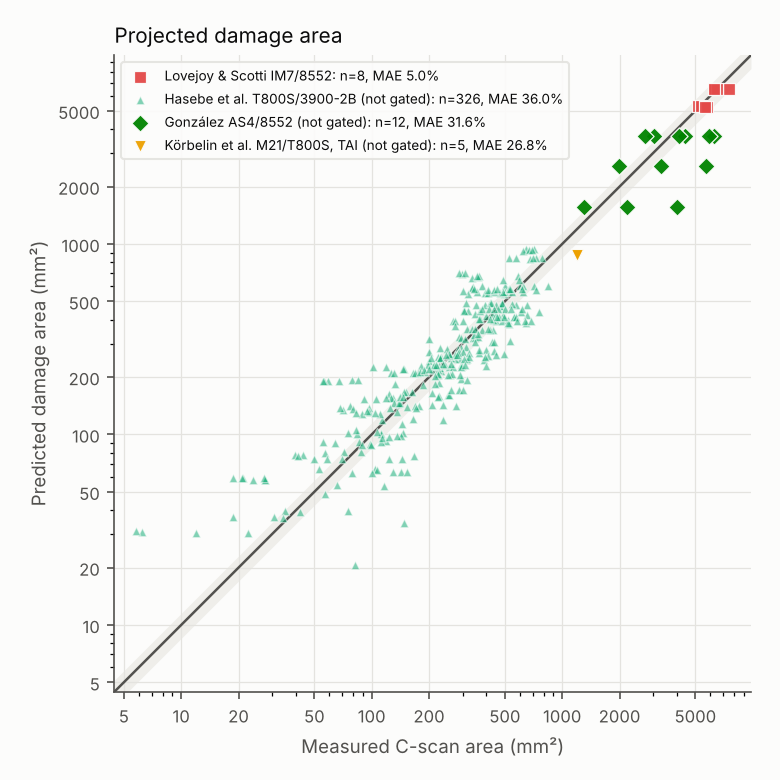 Projected damage area
Lovejoy & Scotti IM7/8552: n=8, MAE 5.0%
Hasebe et al. T800S/3900-2B (not gated): n=326, MAE 36.0%
González AS4/8552 (not gated): n=12, MAE 31.6%
Körbelin et al. M21/T800S, TAI (not gated): n=5, MAE 26.8%
Predicted damage area (mm²)
5000
2000
1000
500
200
100
50
20
10
5
5 10 20 50 100 200 500 1000 2000 5000
Measured C-scan area (mm²)